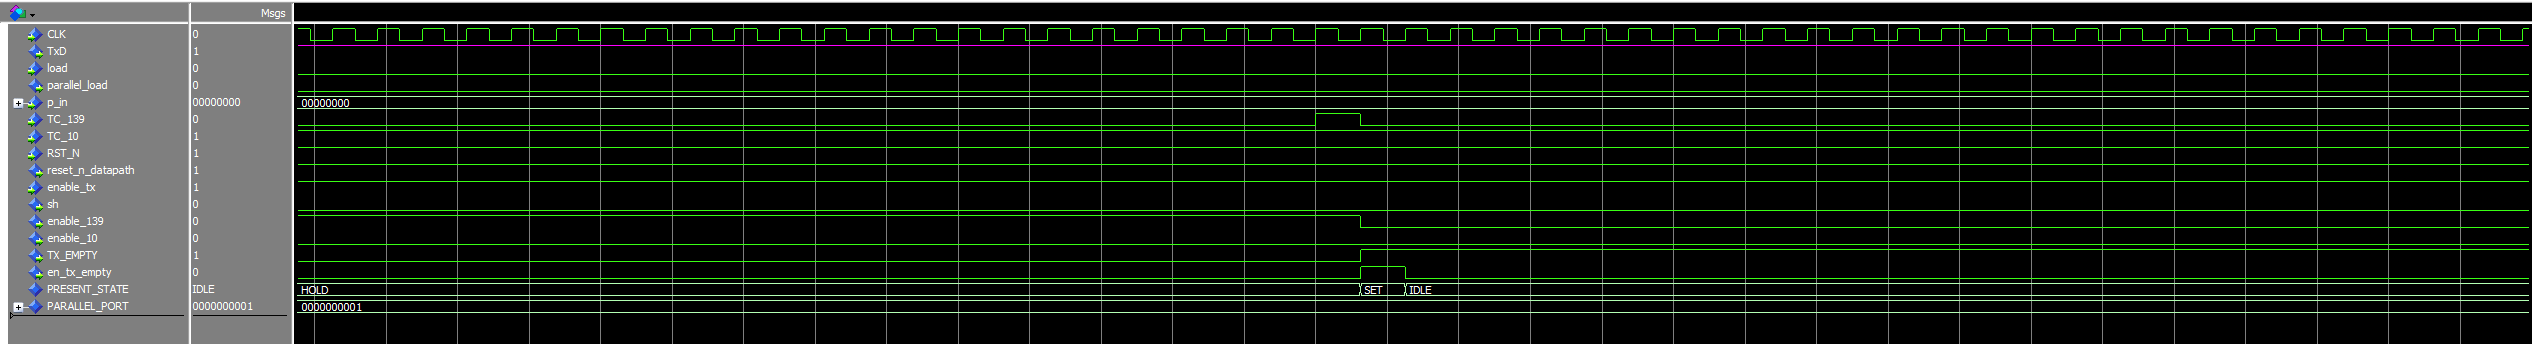 Msgs
CLK 0
TxD 1
load 0
parallel_load 0
p_in 00000000 00000000
TC_139 0
TC_10 1
RST_N 1
reset_n_datapath 1
enable_tx 1
sh 0
enable_139 0
enable_10 0
TX_EMPTY 1
en_tx_empty 0
PRESENT_STATE IDLE HOLD SET IDLE
PARALLEL_PORT 0000000001 0000000001